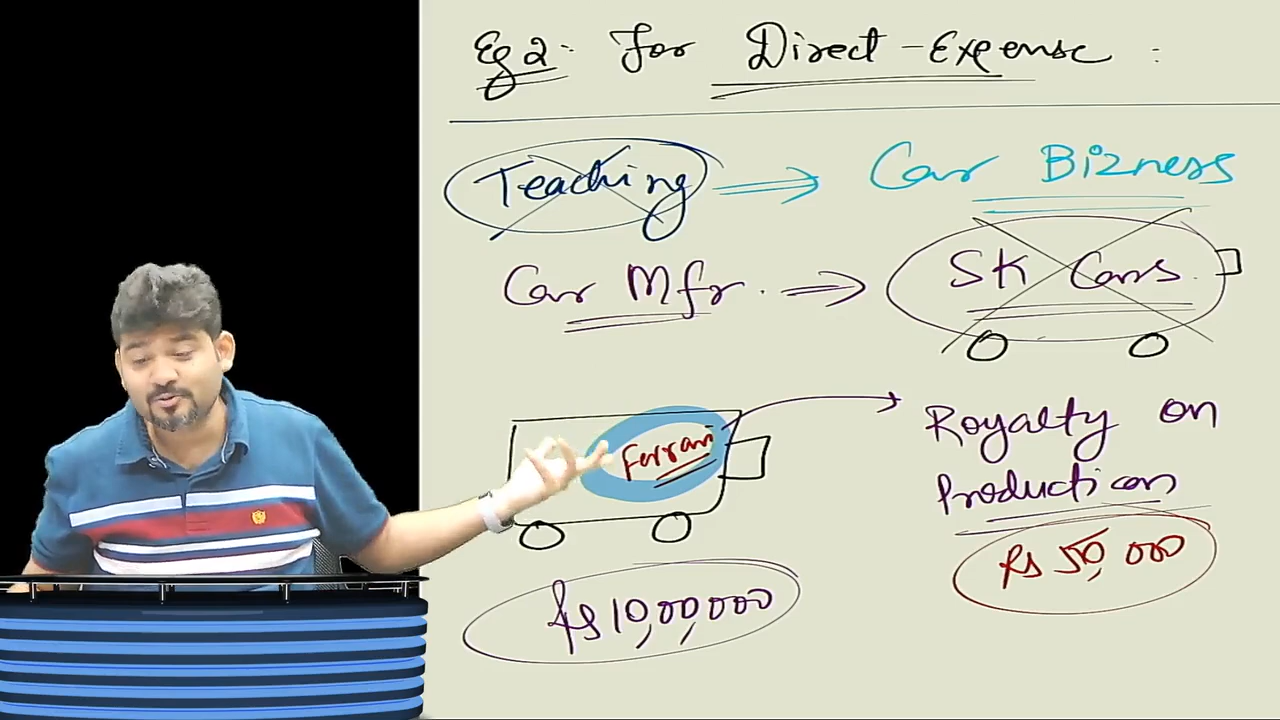 Eg 2: For Direct-Expense :
Teaching ⇒ Car Bizness
Car Mfr. ⇒ SK Cars.
Ferrari
Royalty on
Production
Rs 50,000
Rs 10,00,000